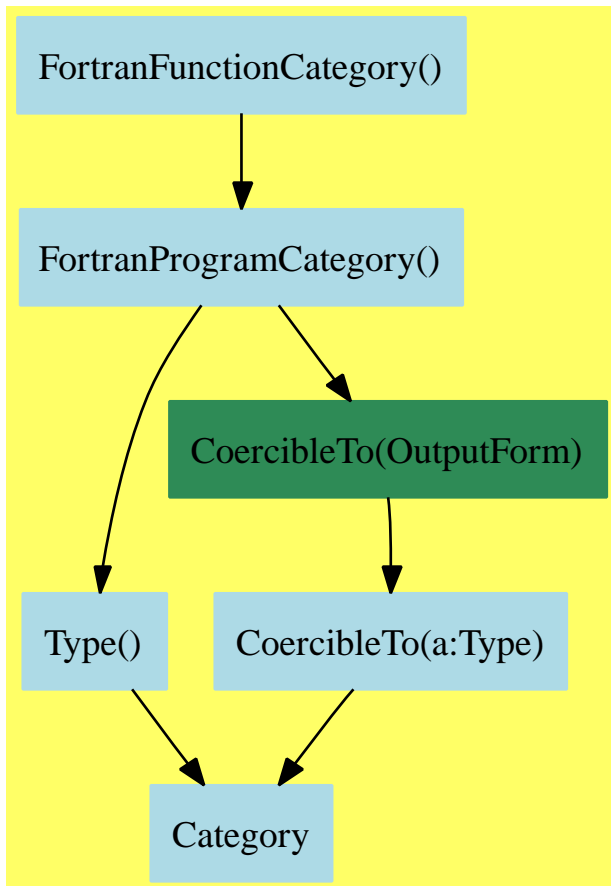 FortranFunctionCategory()
FortranProgramCategory()
CoercibleTo(OutputForm)
Type()
CoercibleTo(a:Type)
Category